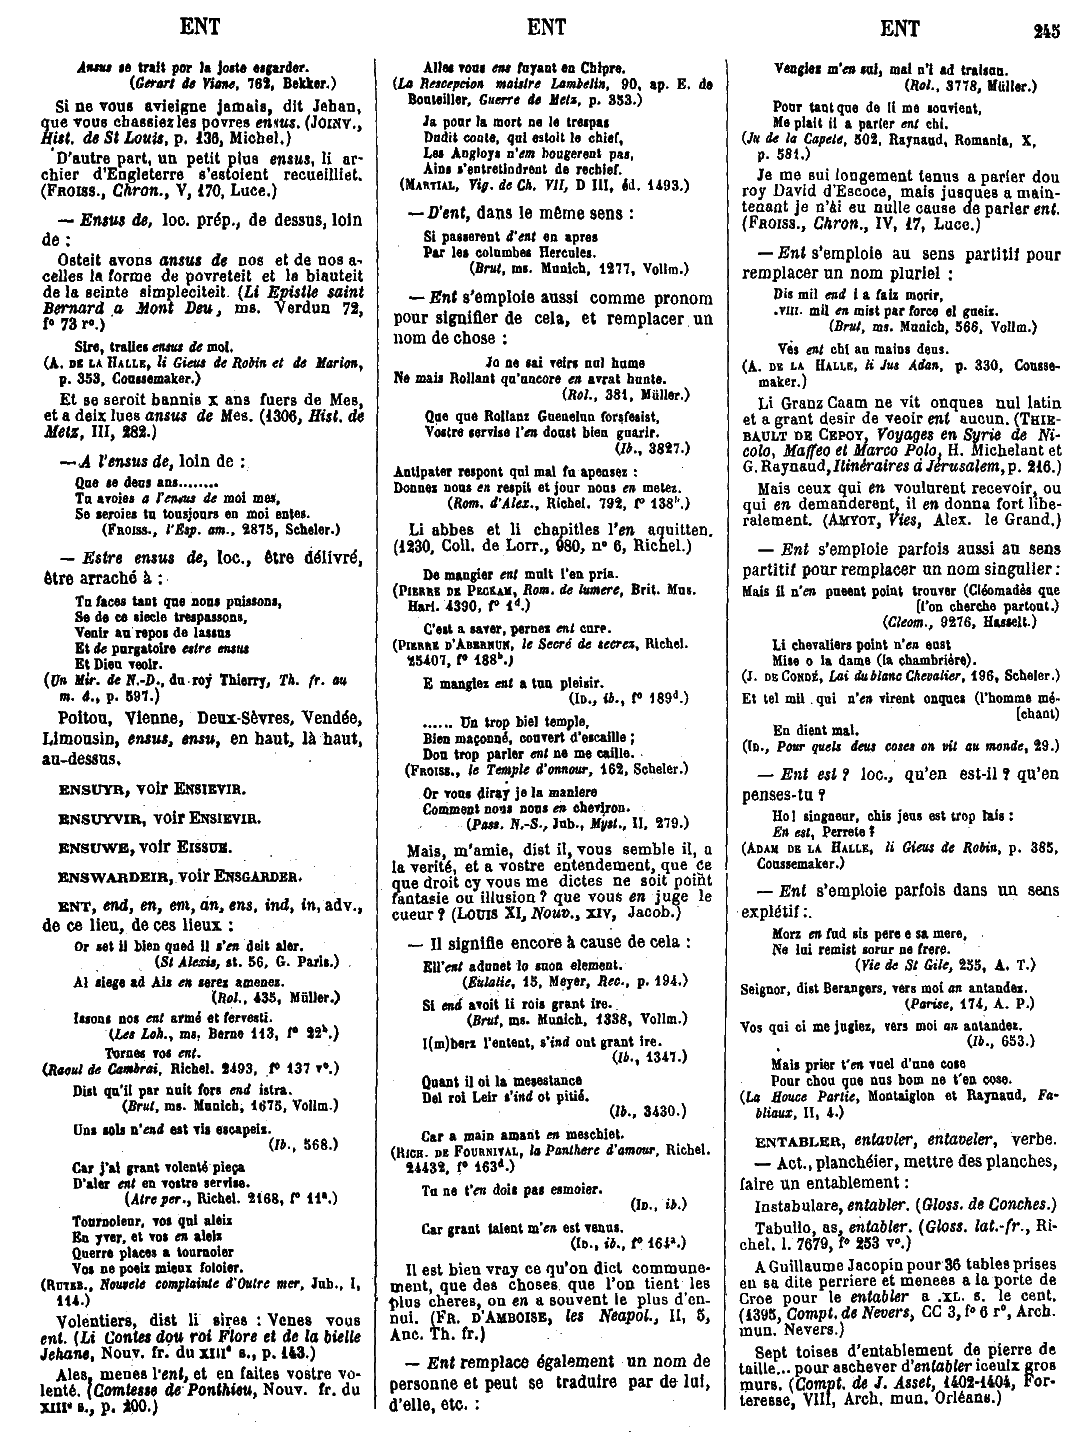 ENT
ENT
ENT
245
Ansus se trait por la joste esgarder.
(Gerart de Viane, 762, Bekker.)
Si ne vous avieigne jamais, dit Jehan,
que vous chassiez les povres ensus. (JOINV.,
Hist. de St Louis, p. 136, Michel.)
D'autre part, un petit plus ensus, li ar-
chier d'Engleterre s'estoient recueilliet.
(FROISS., Chron., V, 170, Luce.)
— Ensus de, loc. prép., de dessus, loin
de :
Osteit avons ansus de nos et de nos a-
celles la forme de povreteit et la biauteit
de la seinte simpleciteit. (Li Epistle saint
Bernard a Mont Deu, ms. Verdun 72,
f° 73 r°.)
Sire, traiies ensus de moi.
(A. DE LA HALLE, li Gieus de Robin et de Marion,
p. 353, Coussemaker.)
Et se seroit bannis x ans fuers de Mes,
et a deix lues ansus de Mes. (1306, Hist. de
Metz, III, 282.)
— A l'ensus de, loin de :
Que se deus ans........
Tu avoies a l'ensus de moi mes,
Se seroies tu tousjours en moi entes.
(FROISS., l'Esp. am., 2875, Scheler.)
— Estre ensus de, loc., être délivré,
être arraché à :
Tu faces tant que nous puissons,
Se de ce siecle trespassons,
Venir au repos de lassus
Et de purgatoire estre ensus
Et Dieu veoir.
(Un Mir. de N.-D., du roy Thierry, Th. fr. au
m. â., p. 597.)
Poitou, Vienne, Deux-Sèvres, Vendée,
Limousin, ensus, ensu, en haut, là haut,
au-dessus.
ENSUYR, voir ENSIEVIR.
ENSUYVIR, voir ENSIEVIR.
ENSUWE, voir EISSUE.
ENSWARDEIR, voir ENSGARDER.
ENT, end, en, em, an, ens, ind, in, adv.,
de ce lieu, de ces lieux :
Or set il bien qued il s'en deit aler.
(St Alexis, st. 56, G. Paris.)
Al siege ad Ais en serez amenez.
(Rol., 435, Müller.)
Issons nos ent armé et fervesti.
(Les Loh., ms. Berne 113, f° 22b.)
Tornes vos ent.
(Raoul de Cambrai, Richel. 2493, f° 137 v°.)
Dist qu'il par nuit fors end istra.
(Brut, ms. Munich, 1675, Vollm.)
Uns sols n'end est vis escapeiz.
(Ib., 568.)
Car j'ai grant volenté pieça
D'aler ent en vostre servise.
(Atre per., Richel. 2168, f° 11a.)
Tournoieur, vos qui aleiz
En yver, et vos en aleiz
Querre places a tournoier
Vos ne poeiz mieux foloier.
(RUTEB., Nouvele complainte d'Outre mer, Jub., I,
114.)
Volentiers, dist li sires : Venes vous
ent. (Li Contes dou roi Flore et de la bielle
Jehane, Nouv. fr. du XIIIe s., p. 143.)
Ales, menes l'ent, et en faites vostre vo-
lenté. (Comtesse de Ponthieu, Nouv. fr. du
XIIIe s., p. 200.)
Alles vous ens fuyant en Chipre.
(La Rescepcion maistre Lambelin, 90, ap. E. de
Bouteiller, Guerre de Metz, p. 353.)
Ja pour la mort ne le trespas
Dudit conte, qui estoit le chief,
Les Angloys n'em bougerent pas,
Ains s'entretindrent de rechief.
(MARTIAL, Vig. de Ch. VII, D III, éd. 1493.)
— D'ent, dans le même sens :
Si passerent d'ent en apres
Par les columbes Hercules.
(Brut, ms. Munich, 1277, Vollm.)
— Ent s'emploie aussi comme pronom
pour signifier de cela, et remplacer un
nom de chose :
Jo ne sai veirs nul hume
Ne mais Rollant qu'uncore en avrat hunte.
(Rol., 381, Müller.)
Que que Rollanz Guenelun forsfesist,
Vostre servise l'en doust bien guarir.
(Ib., 3827.)
Antipater respont qui mal fu apensez :
Donnez nous en respit et jour nous en metez.
(Rom. d'Alex., Richel. 792, f° 138b.)
Li abbes et li chapitles l'en aquitten.
(1230, Coll. de Lorr., 980, n° 6, Richel.)
De mangier ent mult l'en pria.
(PIERRE DE PECKAM, Rom. de lumere, Brit. Mus.
Harl. 4390, f° 1d.)
C'est a saver, pernez ent cure.
(PIERRE D'ABERNUN, le Secré de secrez, Richel.
25407, f° 188b.)
E mangiez ent a tun pleisir.
(ID., ib., f° 189d.)
...... Un trop biel temple,
Bien maçonné, couvert d'escaille ;
Dou trop parler ent ne me caille.
(FROISS., le Temple d'onnour, 162, Scheler.)
Or vous diray je la maniere
Comment nous nous en cheviron.
(Pass. N.-S., Jub., Myst., II, 279.)
Mais, m'amie, dist il, vous semble il, a
la verité, et a vostre entendement, que ce
que droit cy vous me dictes ne soit point
fantasie ou illusion ? que vous en juge le
cueur ? (LOUIS XI, Nouv., XIV, Jacob.)
— Il signifie encore à cause de cela :
Ell'ent adunet lo suon element.
(Eulalie, 15, Meyer, Rec., p. 194.)
Si end avoit li rois grant ire.
(Brut, ms. Munich, 1338, Vollm.)
I(m)berz l'entent, s'ind out grant ire.
(Ib., 1347.)
Quant il oi la mesestance
Del roi Leir s'ind ot pitié.
(Ib., 3430.)
Car a main amant en meschiet.
(RICH. DE FOURNIVAL, la Panthere d'amour, Richel.
24432, f° 163d.)
Tu ne t'en dois pas esmoier.
(ID., ib.)
Car grant talent m'en est venus.
(ID., ib., f° 164a.)
Il est bien vray ce qu'on dict commune-
ment, que des choses que l'on tient les
plus cheres, on en a souvent le plus d'en-
nui. (FR. D'AMBOISE, les Neapol., II, 5,
Anc. Th. fr.)
— Ent remplace également un nom de
personne et peut se traduire par de lui,
d'elle, etc. :
Vengiez m'en sui, mai n'i ad traïsun.
(Rol., 3778, Müller.)
Pour tant que de li me souvient,
Me plait il a parler ent chi.
(Ju de la Capete, 502, Raynaud, Romania, X,
p. 581.)
Je me sui longement tenus a parler dou
roy David d'Escoce, mais jusques a main-
tenant je n'ai eu nulle cause de parler ent.
(FROISS., Chron., IV, 17, Luce.)
— Ent s'emploie au sens partitif pour
remplacer un nom pluriel :
Dis mil end i a faiz morir,
.VIII. mil en mist par force el gueiz.
(Brut, ms. Munich, 566, Vollm.)
Vés ent chi au mains deus.
(A. DE LA HALLE, li Jus Adan, p. 330, Cousse-
maker.)
Li Granz Caam ne vit onques nul latin
et a grant desir de veoir ent aucun. (THIE-
BAULT DE CEPOY, Voyages en Syrie de Ni-
colo, Maffeo et Marco Polo, H. Michelant et
G. Raynaud, Itinéraires à Jérusalem, p. 216.)
Mais ceux qui en voulurent recevoir, ou
qui en demanderent, il en donna fort libe-
ralement. (AMYOT, Vies, Alex. le Grand.)
— Ent s'emploie parfois aussi au sens
partitif pour remplacer un nom singulier :
Mais il n'en pueent point trouver (Cléomadès que
[l'on cherche partout.)
(Cleom., 9276, Hasselt.)
Li chevaliers point n'en eust
Mise o la dame (la chambrière).
(J. DE CONDÉ, Lai du blanc Chevalier, 196, Scheler.)
Et tel mil qui n'en virent onques (l'homme mé-
[chant)
En dient mal.
(ID., Pour quels deus coses on vit au monde, 29.)
— Ent est ? loc., qu'en est-il ? qu'en
penses-tu ?
Ho! singneur, chis jeus est trop lais :
En est, Perrete ?
(ADAM DE LA HALLE, li Gieus de Robin, p. 385,
Coussemaker.)
— Ent s'emploie parfois dans un sens
explétif :
Morz en fud sis pere e sa mere,
Ne lui remist sorur ne frere.
(Vie de St Gile, 255, A. T.)
Seignor, dist Berangers, vers moi an antandez.
(Parise, 174, A. P.)
Vos qui ci me jugiez, vers moi an antandez.
(Ib., 653.)
Mais prier t'en vuel d'une cose
Pour chou que nus hom ne t'en cose.
(La Houce Partie, Montaiglon et Raynaud, Fa-
bliaux, II, 4.)
ENTABLER, entavler, entaveler, verbe.
— Act., planchéier, mettre des planches,
faire un entablement :
Instabulare, entabler. (Gloss. de Conches.)
Tabullo, as, entabler. (Gloss. lat.-fr., Ri-
chel. l. 7679, f° 253 v°.)
A Guillaume Jacopin pour 36 tables prises
en sa dite perriere et menees a la porte de
Croe pour le entabler a .XL. s. le cent.
(1395, Compt. de Nevers, CC 3, f° 6 r°, Arch.
mun. Nevers.)
Sept toises d'entablement de pierre de
taille... pour aschever d'entabler iceulx gros
murs. (Compt. de J. Asset, 1402-1404, For-
teresse, VIII, Arch. mun. Orléans.)